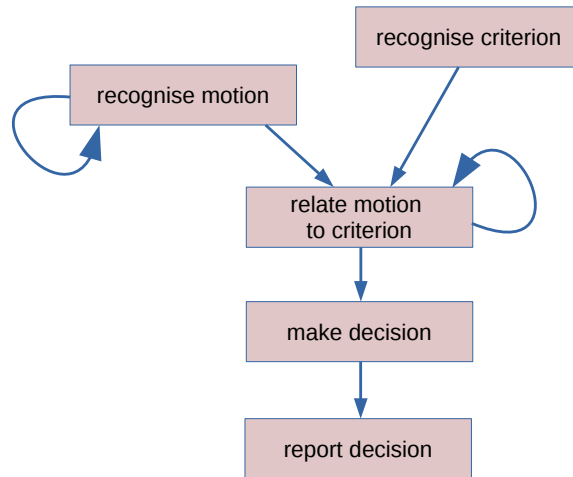 recognise criterion
recognise motion
relate motion
to criterion
make decision
report decision